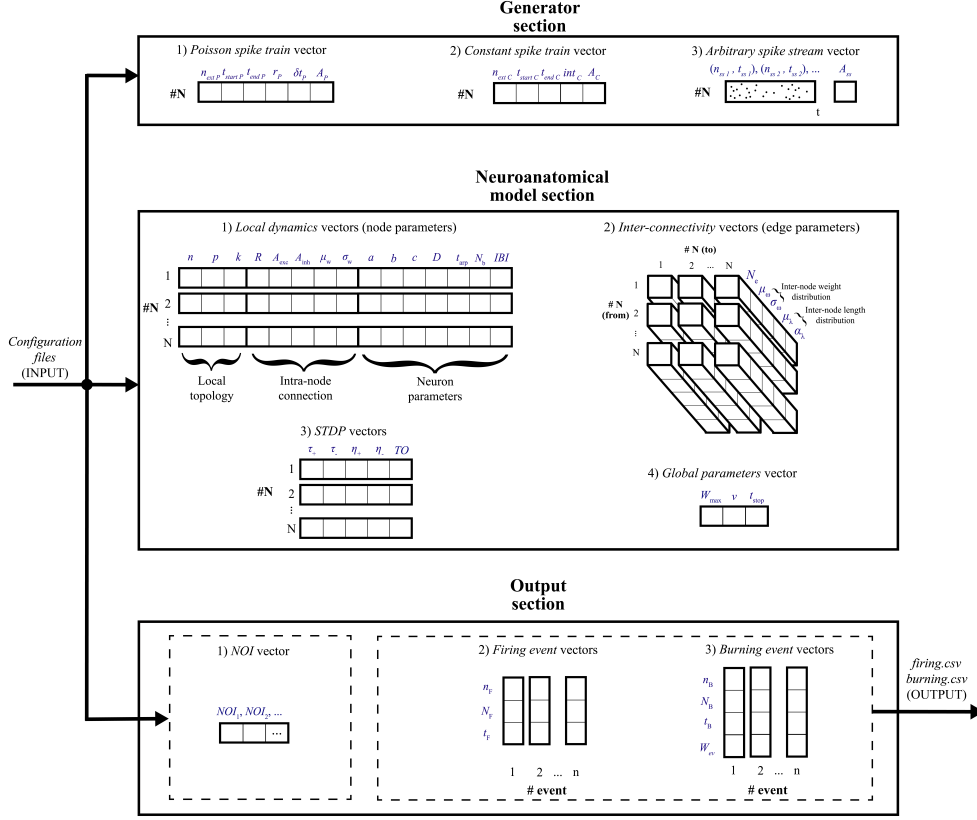 Generator
section
1) Poisson spike train vector
n_ext P t_start P t_end P r_P δt_P A_P
#N
2) Constant spike train vector
n_ext C t_start C t_end C int_C A_C
#N
3) Arbitrary spike stream vector
(n_ss 1 , t_ss 1), (n_ss 2 , t_ss 2), ... A_ss
#N
t
Neuroanatomical
model section
1) Local dynamics vectors (node parameters)
n p k R A_exc A_inh μ_w σ_w a b c D t_arp N_b IBI
1
#N 2
⋮
N
Local
topology
Intra-node
connection
Neuron
parameters
2) Inter-connectivity vectors (edge parameters)
# N (to)
1 2 ... N
# N
(from)
1
2
⋮
N
N_e
μ_ω
σ_ω
Inter-node weight
distribution
μ_λ
α_λ
Inter-node length
distribution
3) STDP vectors
τ_+ τ_- η_+ η_- TO
1
#N 2
⋮
N
4) Global parameters vector
W_max v t_stop
Configuration
files
(INPUT)
Output
section
1) NOI vector
NOI_1, NOI_2, ...
...
2) Firing event vectors
n_F
N_F
t_F
1 2 ... n
# event
3) Burning event vectors
n_B
N_B
t_B
W_ev
1 2 ... n
# event
firing.csv
burning.csv
(OUTPUT)